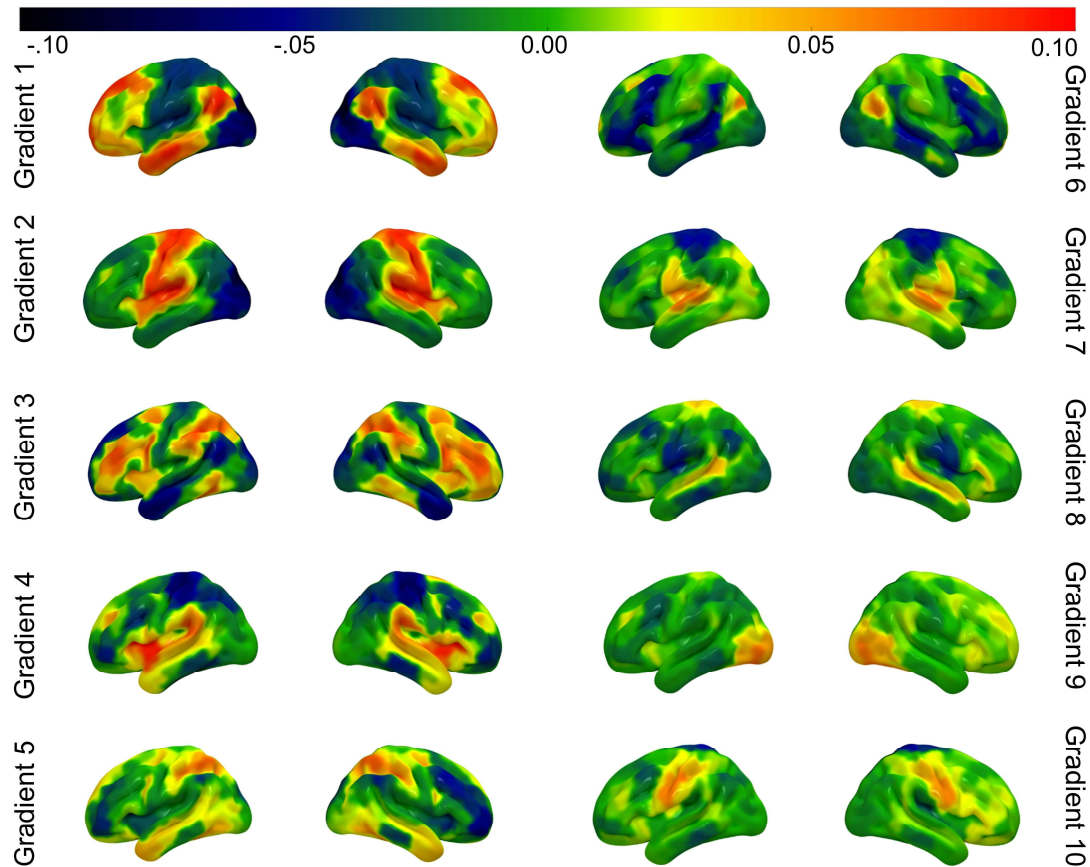 -.10 -.05 0.00 0.05 0.10
Gradient 1
Gradient 2
Gradient 3
Gradient 4
Gradient 5
Gradient 6
Gradient 7
Gradient 8
Gradient 9
Gradient 10